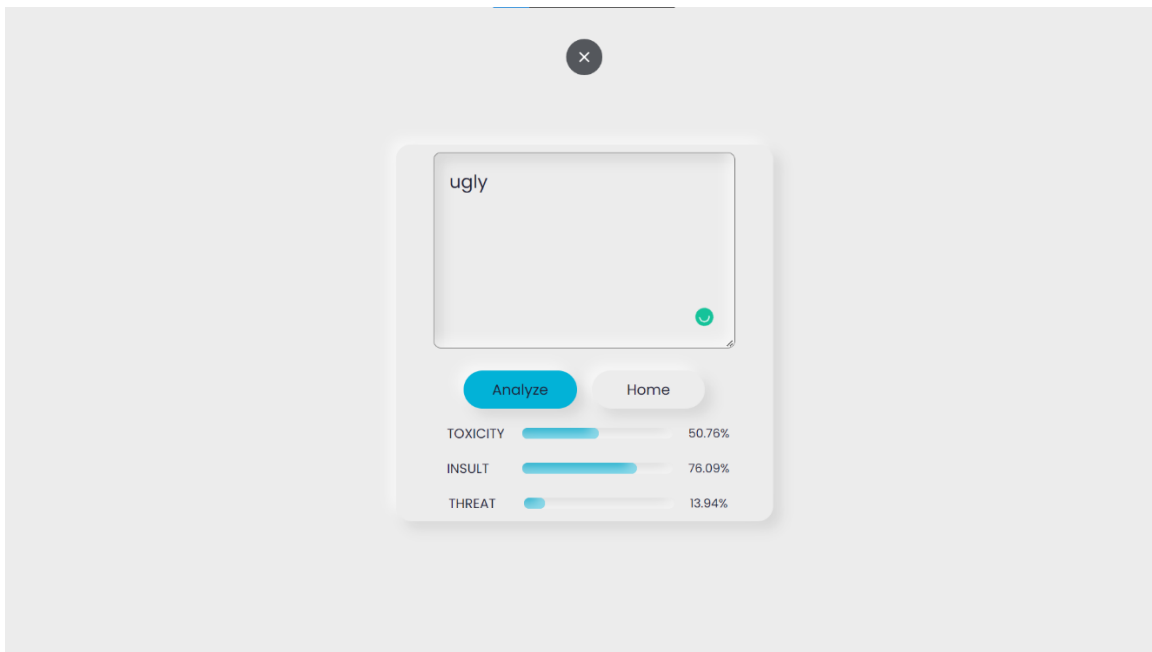 ugly
Analyze Home
TOXICITY 50.76%
INSULT 76.09%
THREAT 13.94%